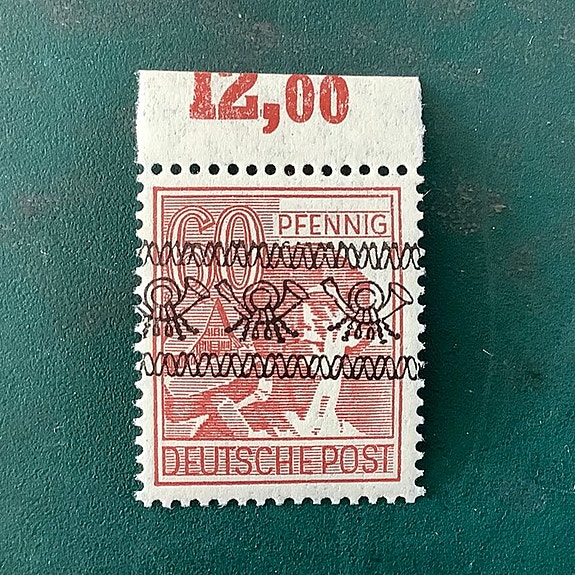 12,00
60 PFENNIG
DEUTSCHE POST